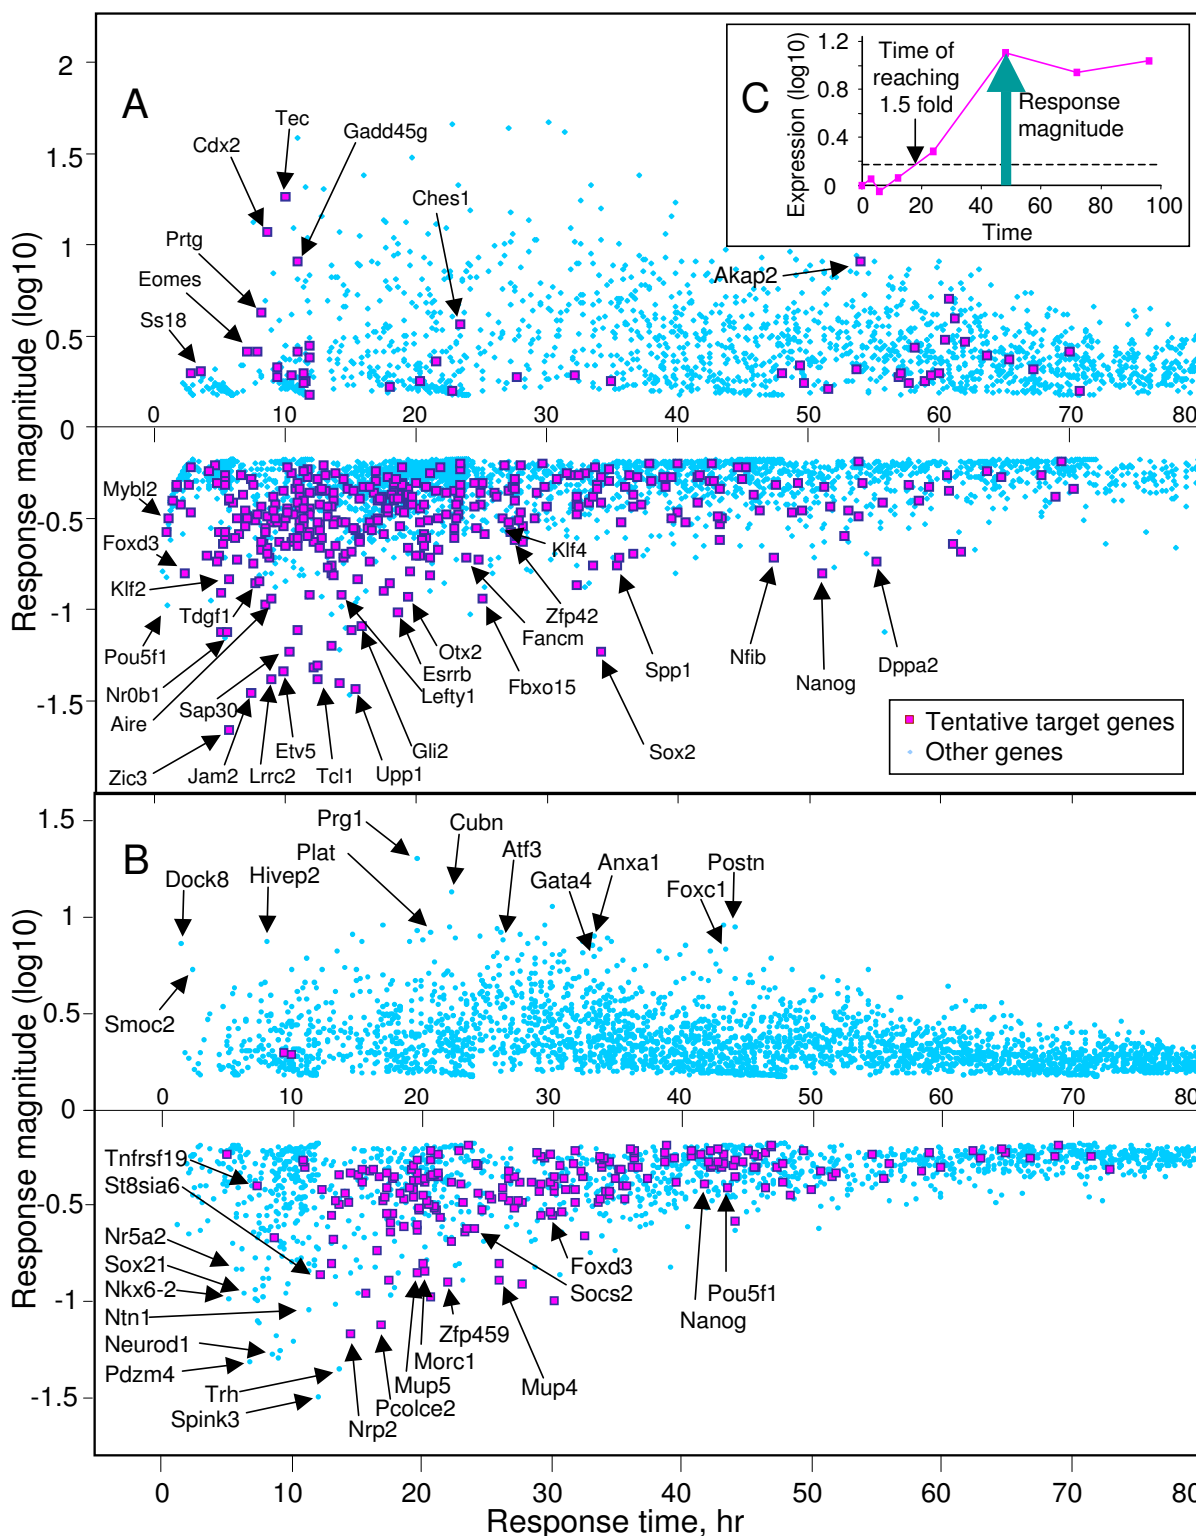 A
2
1.5
1
0.5
0
-0.5
-1
-1.5
Response magnitude (log10)
Tec
Cdx2
Gadd45g
Prtg
Eomes
Ss18
Ches1
Akap2
0 10 20 30 40 50 60 70 80
C
Expression (log10)
1.2
0.8
0.4
0
Time of
reaching
1.5 fold
Response
magnitude
0 20 40 60 80 100
Time
Mybl2
Foxd3
Klf2
Tdgf1
Pou5f1
Nr0b1
Aire
Sap30
Zic3
Jam2
Lrrc2
Etv5
Tcl1
Upp1
Gli2
Lefty1
Esrrb
Otx2
Fbxo15
Fancm
Zfp42
Klf4
Sox2
Spp1
Nfib
Nanog
Dppa2
Tentative target genes
Other genes
B
1.5
1
0.5
0
-0.5
-1
-1.5
Response magnitude (log10)
Prg1
Cubn
Plat
Atf3
Anxa1
Postn
Dock8
Hivep2
Gata4
Foxc1
Smoc2
0 10 20 30 40 50 60 70 80
Tnfrsf19
St8sia6
Nr5a2
Sox21
Nkx6-2
Ntn1
Neurod1
Pdzm4
Trh
Spink3
Nrp2
Pcolce2
Mup5
Morc1
Zfp459
Mup4
Socs2
Foxd3
Nanog
Pou5f1
0 10 20 30 40 50 60 70 80
Response time, hr